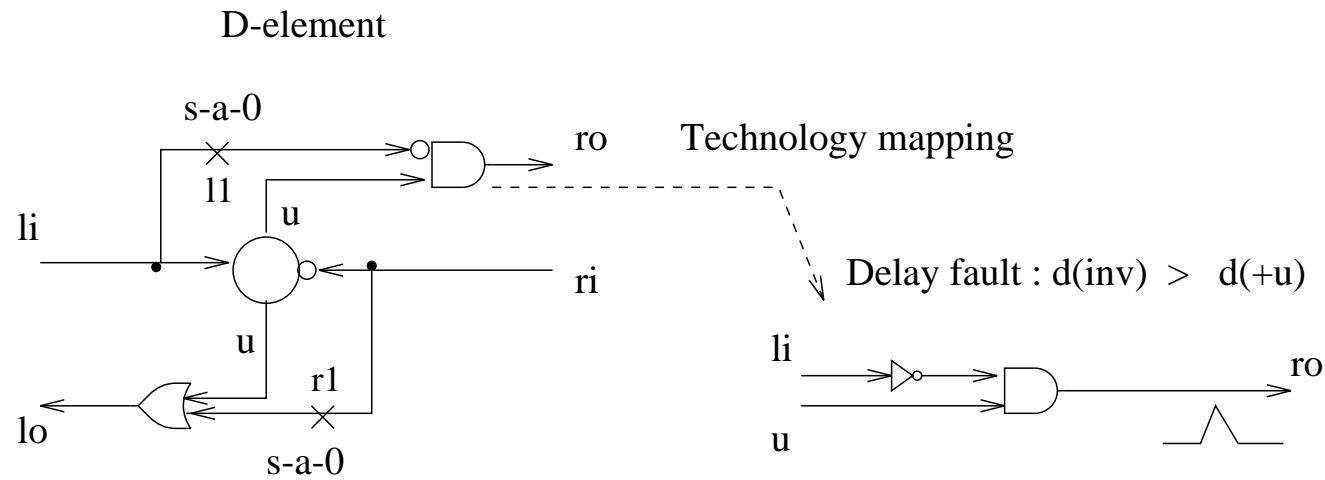 D-element
s-a-0
ro
Technology mapping
l1
u
li
ri
Delay fault : d(inv) > d(+u)
u
li
r1
ro
lo
u
s-a-0